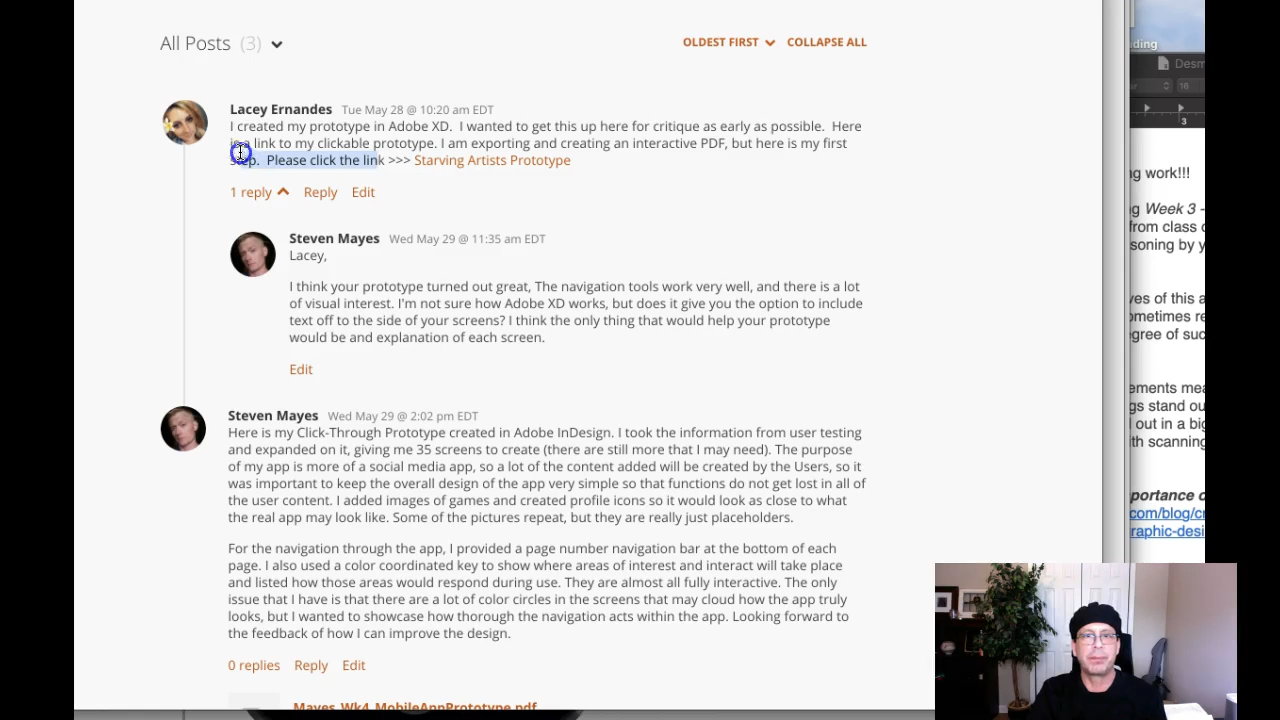 All Posts (3)
OLDEST FIRST
COLLAPSE ALL
Lacey Ernandes Tue May 28 @ 10:20 am EDT
I created my prototype in Adobe XD. I wanted to get this up here for critique as early as possible. Here
is a link to my clickable prototype. I am exporting and creating an interactive PDF, but here is my first
step. Please click the link >>> Starving Artists Prototype
1 reply Reply Edit
Steven Mayes Wed May 29 @ 11:35 am EDT
Lacey,
I think your prototype turned out great, The navigation tools work very well, and there is a lot
of visual interest. I'm not sure how Adobe XD works, but does it give you the option to include
text off to the side of your screens? I think the only thing that would help your prototype
would be and explanation of each screen.
Edit
Steven Mayes Wed May 29 @ 2:02 pm EDT
Here is my Click-Through Prototype created in Adobe InDesign. I took the information from user testing
and expanded on it, giving me 35 screens to create (there are still more that I may need). The purpose
of my app is more of a social media app, so a lot of the content added will be created by the Users, so it
was important to keep the overall design of the app very simple so that functions do not get lost in all of
the user content. I added images of games and created profile icons so it would look as close to what
the real app may look like. Some of the pictures repeat, but they are really just placeholders.
For the navigation through the app, I provided a page number navigation bar at the bottom of each
page. I also used a color coordinated key to show where areas of interest and interact will take place
and listed how those areas would respond during use. They are almost all fully interactive. The only
issue that I have is that there are a lot of color circles in the screens that may cloud how the app truly
looks, but I wanted to showcase how thorough the navigation acts within the app. Looking forward to
the feedback of how I can improve the design.
0 replies Reply Edit
Mayes_Wk4_MobileAppPrototype.pdf
ding
Desm
16
3
ng work!!!
g Week 3 -
from class
soning by y
ves of this a
ometimes re
egree of suc
ements mea
gs stand ou
out in a big
th scanning
portance
com/blog/cr
raphic-desi